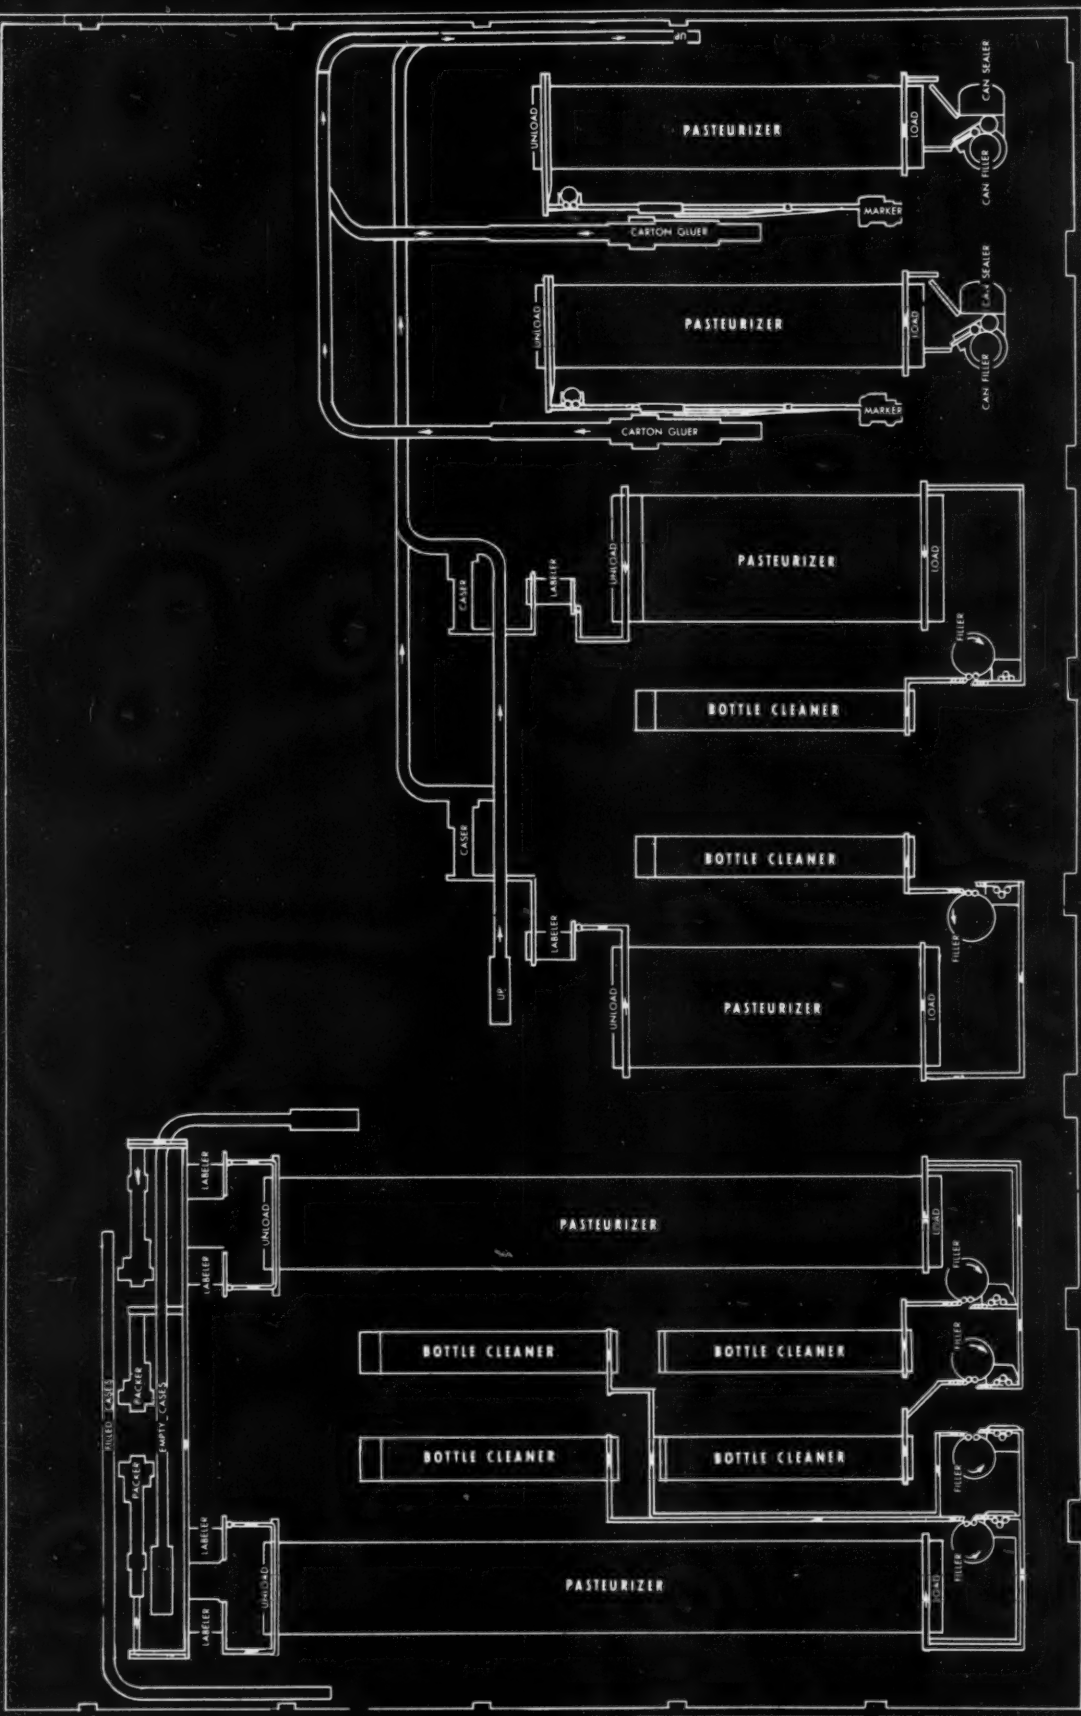 UP
CAN SEALER
UNLOAD
PASTEURIZER
LOAD
CAN FILLER
MARKER
CARTON GLUER
CAN SEALER
UNLOAD
PASTEURIZER
LOAD
CAN FILLER
MARKER
CARTON GLUER
UNLOAD
PASTEURIZER
LOAD
LABELER
CASER
FILLER
BOTTLE CLEANER
CASER
BOTTLE CLEANER
LABELER
FILLER
UP
UNLOAD
PASTEURIZER
LOAD
LABELER
UNLOAD
PASTEURIZER
LOAD
LABELER
FILLER
FILLER
BOTTLE CLEANER
BOTTLE CLEANER
PACKER
FILLED CASES
EMPTY CASES
BOTTLE CLEANER
BOTTLE CLEANER
PACKER
FILLER
LABELER
FILLER
UNLOAD
PASTEURIZER
LOAD
LABELER